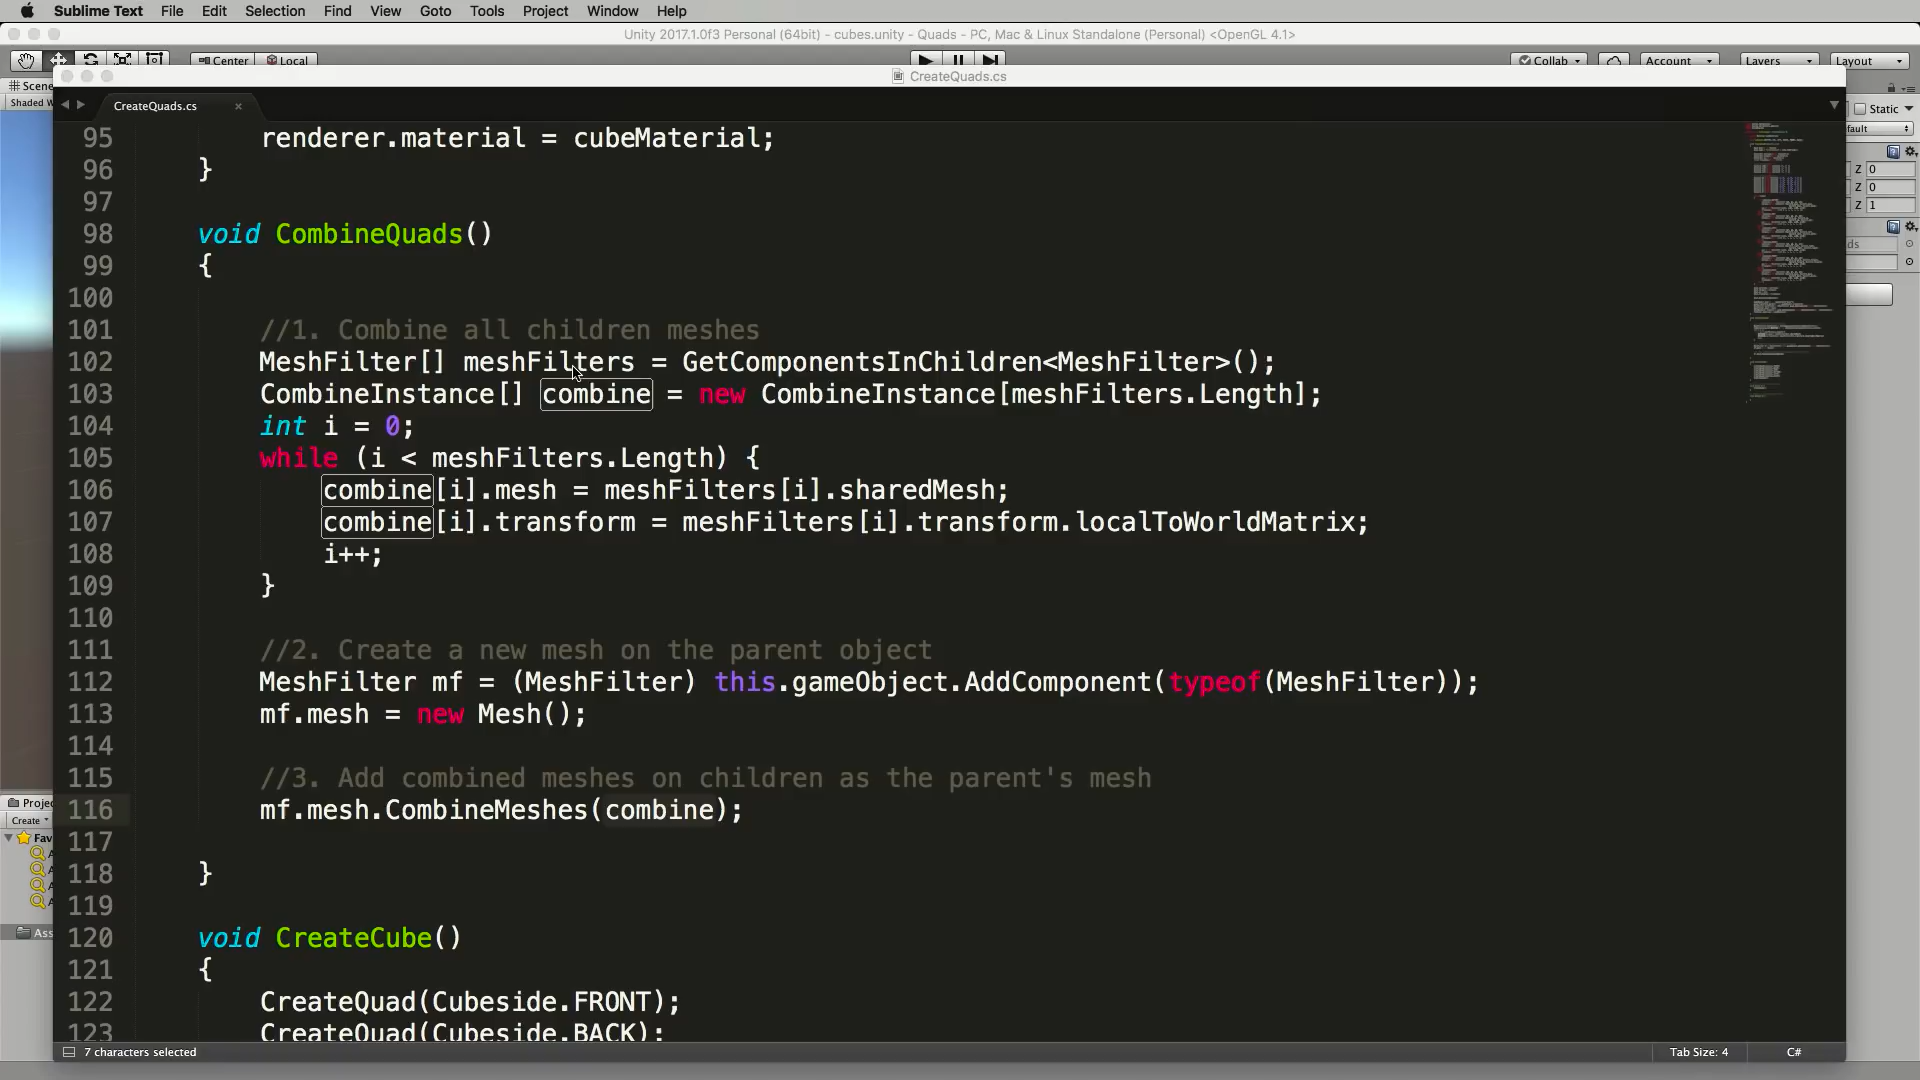 Sublime Text File Edit Selection Find View Goto Tools Project Window Help
Unity 2017.1.0f3 Personal (64bit) - cubes.unity - Quads - PC, Mac & Linux Standalone (Personal) <OpenGL 4.1>
Center Local Collab Account Layers Layout
CreateQuads.cs
Scene
Shaded
CreateQuads.cs ×
Static
Z 0
Z 0
Z 1
95 renderer.material = cubeMaterial;
96 }
97
98 void CombineQuads()
99 {
100
101 //1. Combine all children meshes
102 MeshFilter[] meshFilters = GetComponentsInChildren<MeshFilter>();
103 CombineInstance[] combine = new CombineInstance[meshFilters.Length];
104 int i = 0;
105 while (i < meshFilters.Length) {
106 combine[i].mesh = meshFilters[i].sharedMesh;
107 combine[i].transform = meshFilters[i].transform.localToWorldMatrix;
108 i++;
109 }
110
111 //2. Create a new mesh on the parent object
112 MeshFilter mf = (MeshFilter) this.gameObject.AddComponent(typeof(MeshFilter));
113 mf.mesh = new Mesh();
114
115 //3. Add combined meshes on children as the parent's mesh
116 mf.mesh.CombineMeshes(combine);
117
118 }
119
120 void CreateCube()
121 {
122 CreateQuad(Cubeside.FRONT);
123 CreateQuad(Cubeside.BACK);
Projec
Create
Fav
Ass
7 characters selected Tab Size: 4 C#